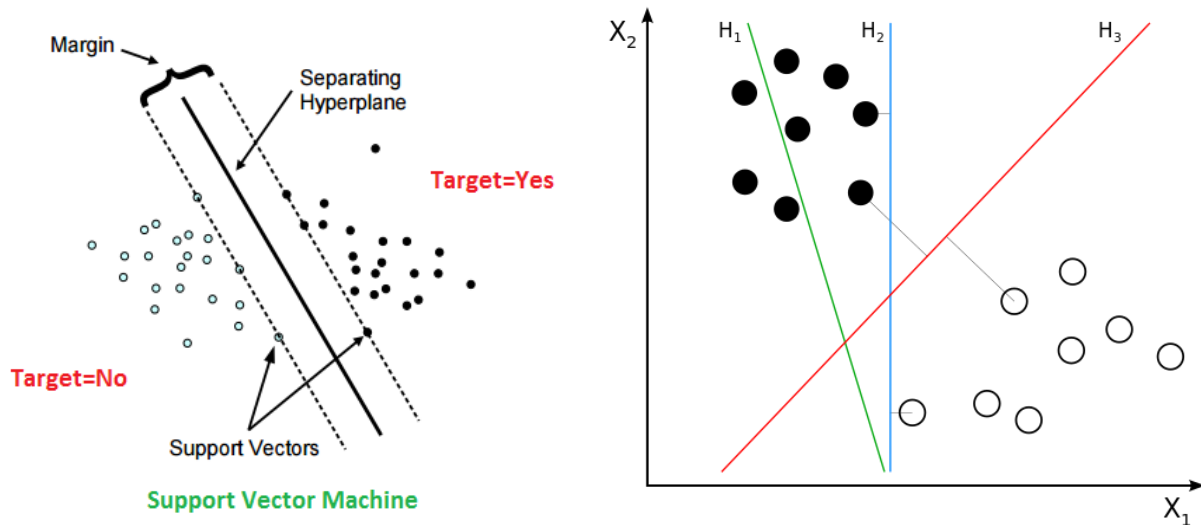 Margin
Separating
Hyperplane
Target=Yes
Target=No
Support Vectors
Support Vector Machine
X₂
H₁
H₂
H₃
X₁